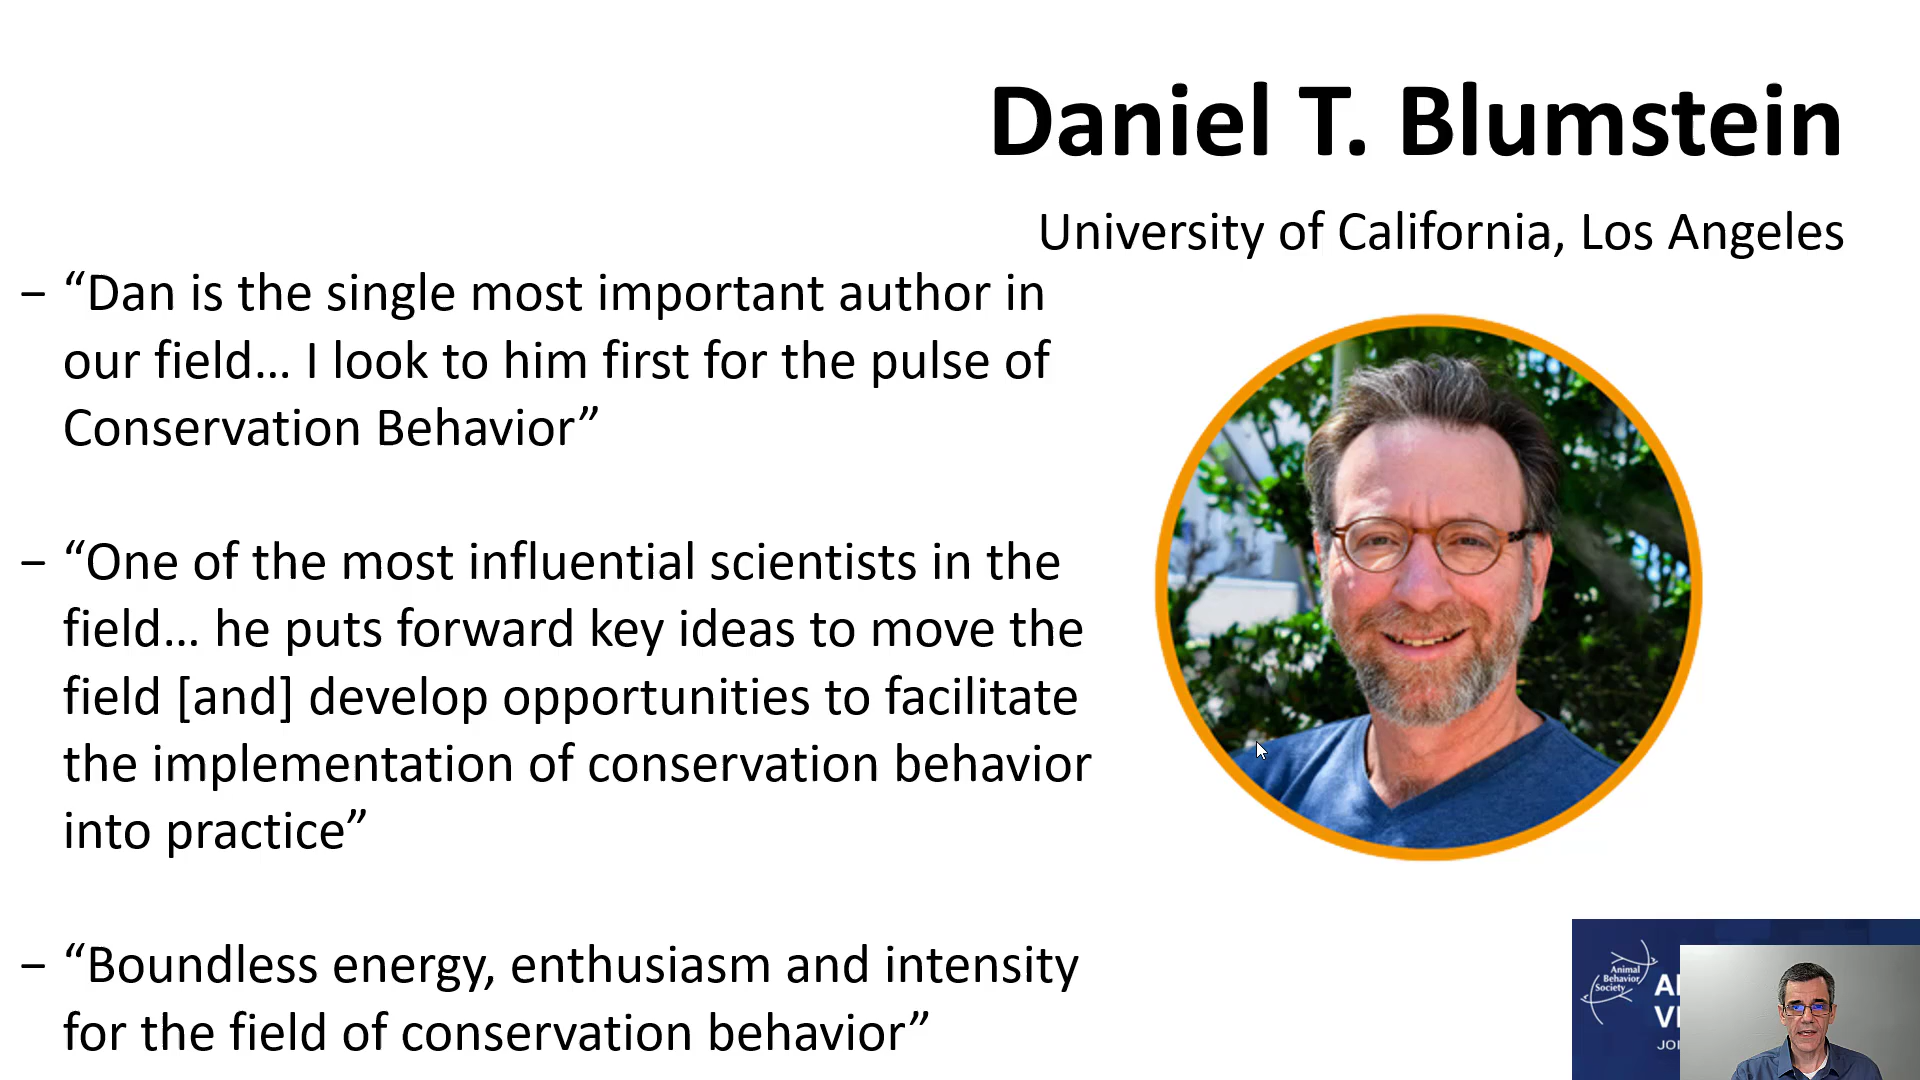 Daniel T. Blumstein
University of California, Los Angeles
– “Dan is the single most important author in
our field... I look to him first for the pulse of
Conservation Behavior”
– “One of the most influential scientists in the
field... he puts forward key ideas to move the
field [and] develop opportunities to facilitate
the implementation of conservation behavior
into practice”
– “Boundless energy, enthusiasm and intensity
for the field of conservation behavior”
Animal
Behavior
Society